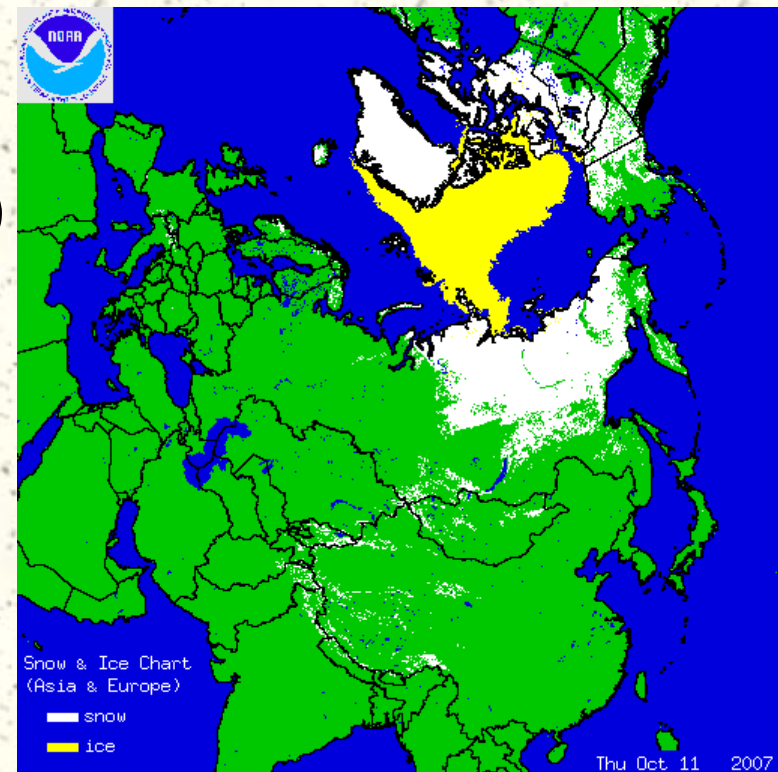 NOAA
)
Snow & Ice Chart
(Asia & Europe)
snow
ice
Thu Oct 11 2007